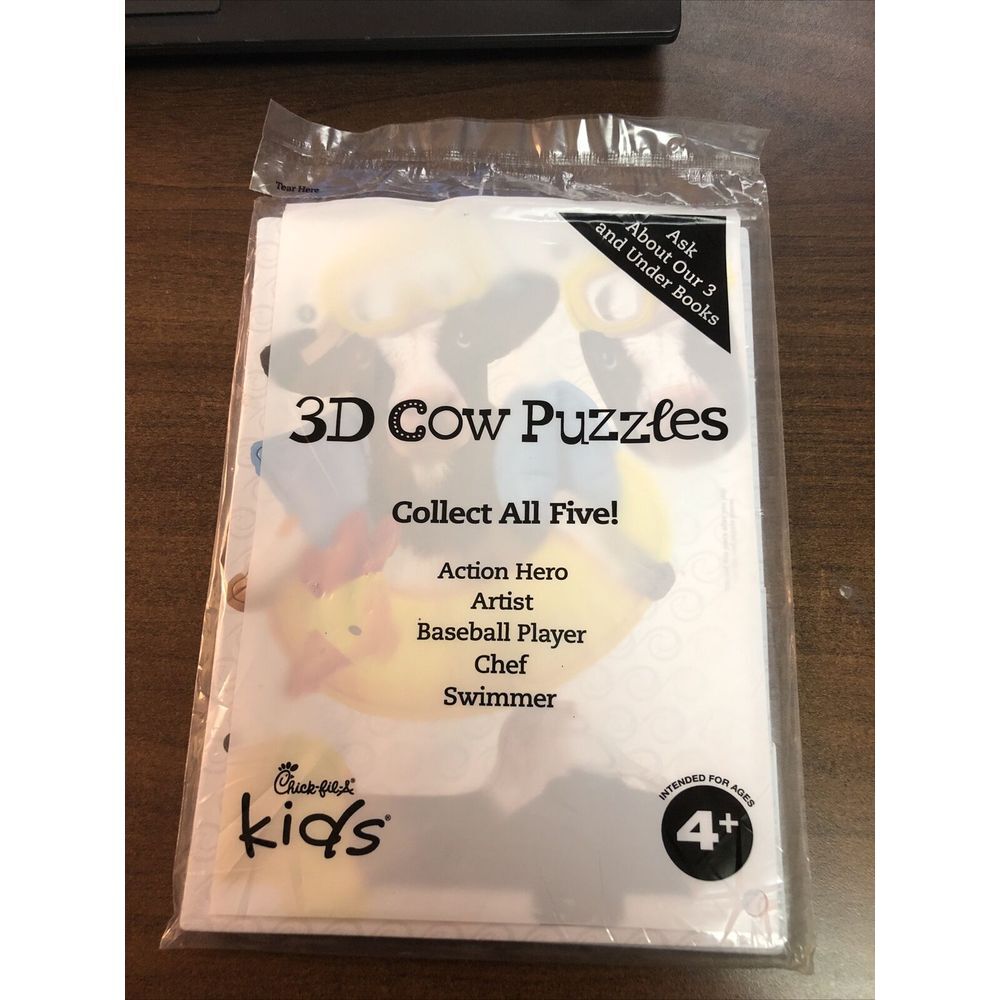 Tear Here
Ask
About Our 3
and Under Books
3D Cow Puzzles
Collect All Five!
Action Hero
Artist
Baseball Player
Chef
Swimmer
Chick-fil-A®
kids®
INTENDED FOR AGES
4+